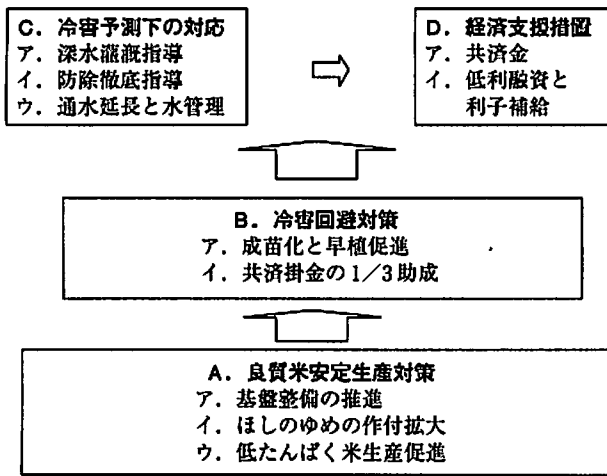 C．冷害予測下の対応
ア．深水灌漑指導
イ．防除徹底指導
ウ．通水延長と水管理
D．経済支援措置
ア．共済金
イ．低利融資と
利子補給
B．冷害回避対策
ア．成苗化と早植促進
イ．共済掛金の1／3助成
A．良質米安定生産対策
ア．基盤整備の推進
イ．ほしのゆめの作付拡大
ウ．低たんぱく米生産促進